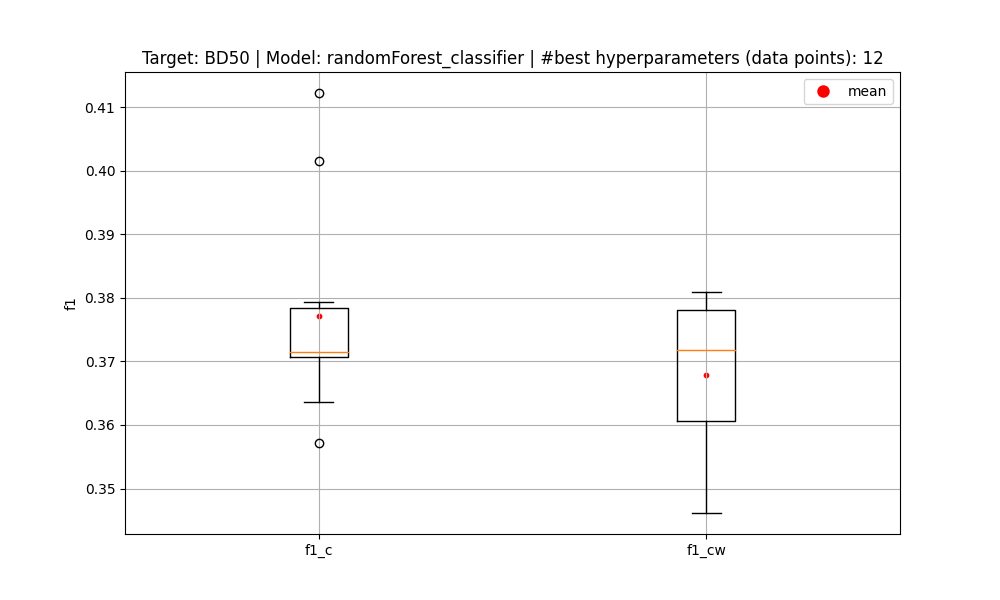 Target: BD50 | Model: randomForest_classifier | #best hyperparameters (data points): 12
mean
0.41
0.40
0.39
0.38
0.37
0.36
0.35
f1
f1_c
f1_cw